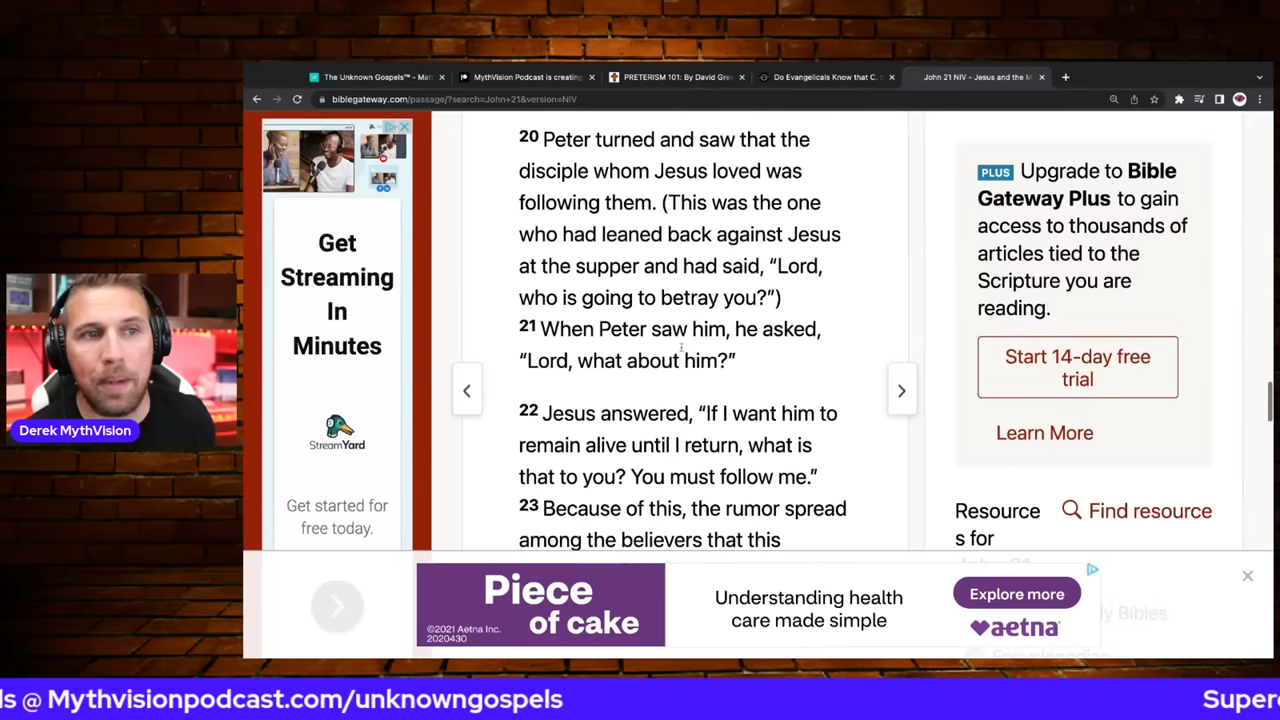 The Unknown Gospels™ - Mat
MythVision Podcast is creating
PRETERISM 101: By David Gre
Do Evangelicals Know that C. S
John 21 NIV - Jesus and the M
biblegateway.com/passage/?search=John+21&version=NIV
Get
Streaming
In
Minutes
StreamYard
Get started for
free today.
20 Peter turned and saw that the
disciple whom Jesus loved was
following them. (This was the one
who had leaned back against Jesus
at the supper and had said, “Lord,
who is going to betray you?”)
21 When Peter saw him, he asked,
“Lord, what about him?”
22 Jesus answered, “If I want him to
remain alive until I return, what is
that to you? You must follow me.”
23 Because of this, the rumor spread
among the believers that this
PLUS Upgrade to Bible
Gateway Plus to gain
access to thousands of
articles tied to the
Scripture you are
reading.
Start 14-day free
trial
Learn More
Resource
s for
Find resource
Derek MythVision
Piece
of cake
©2021 Aetna Inc.
2020430
Understanding health
care made simple
Explore more
aetna
ls @ Mythvisionpodcast.com/unknowngospels
Super